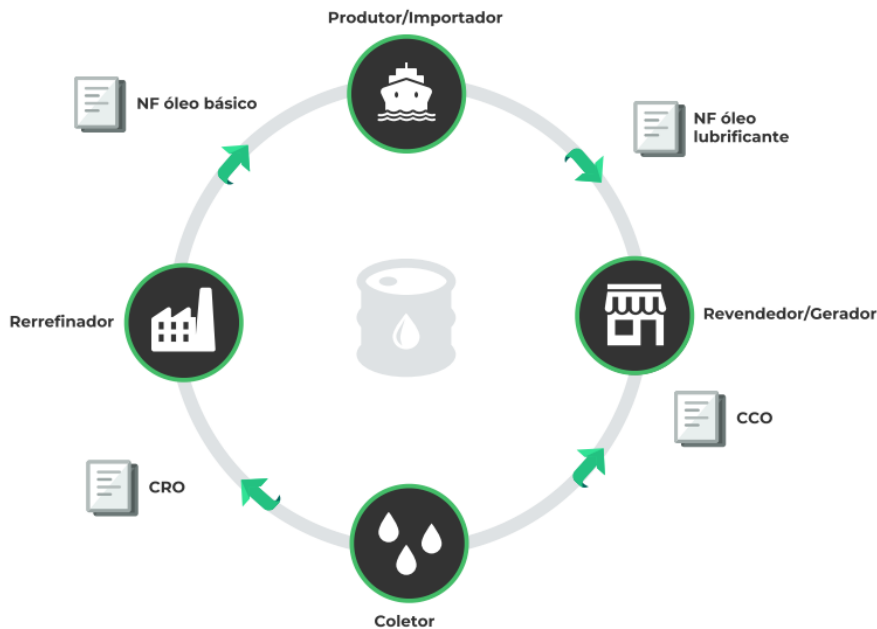 Produtor/Importador
NF óleo básico
NF óleo
lubrificante
Rerrefinador
Revendedor/Gerador
CCO
CRO
Coletor